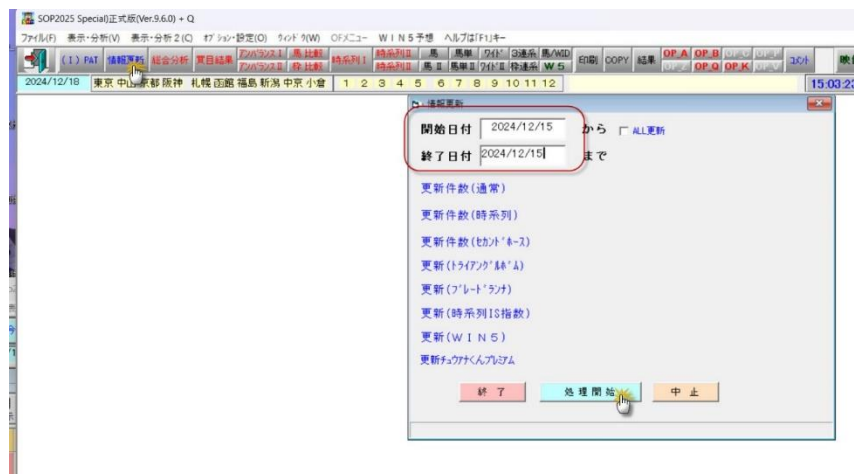 SOP2025 Special)正式版(Ver.9.6.0) + Q
ファイル(F) 表示・分析(V) 表示・分析2(C) オプション・設定(O) ウィンドウ(W) OFメニュー WIN5予想 ヘルプは「F1」キー
(I) PAT 情報更新 総合分析 買目結果 アンバランスI 馬比較 時系列I 時系列II 馬 馬単 ワイド 3連系 馬/WID 印刷 COPY 結果 OP_A OP_B コメント
アンバランスII 枠比較 時系列II 馬II 馬単II ワイドII 枠連系 W5 OP_Q OP_K
2024/12/18 東京 中山 京都 阪神 札幌 函館 福島 新潟 中京 小倉 1 2 3 4 5 6 7 8 9 10 11 12 15:03:23
情報更新
開始日付 2024/12/15 から ALL更新
終了日付 2024/12/15 まで
更新件数(通常)
更新件数(時系列)
更新件数(セカンドホース)
更新(トライアングルホーム)
更新(ブレードランナ)
更新(時系列IS指数)
更新(WIN5)
更新チュウアナくんプレミアム
終了 処理開始 中止